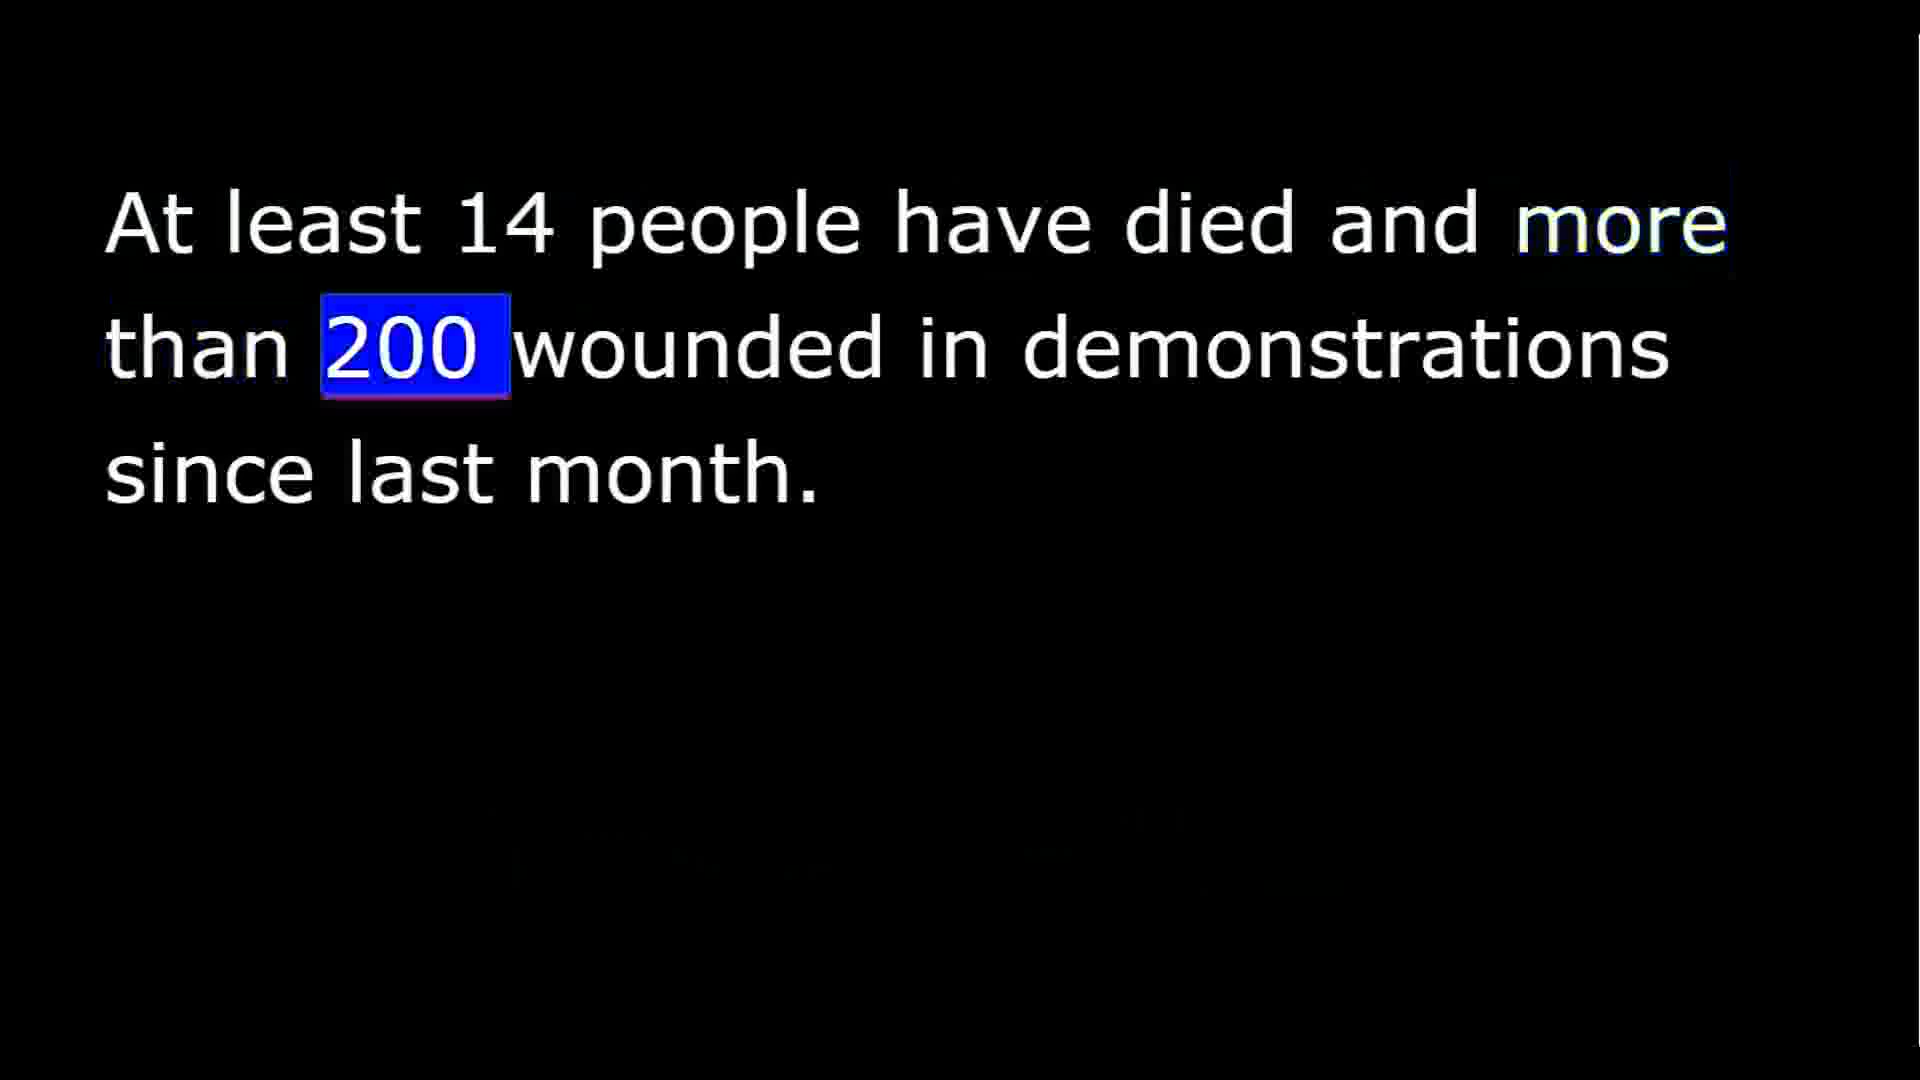 At least 14 people have died and more
than 200 wounded in demonstrations
since last month.